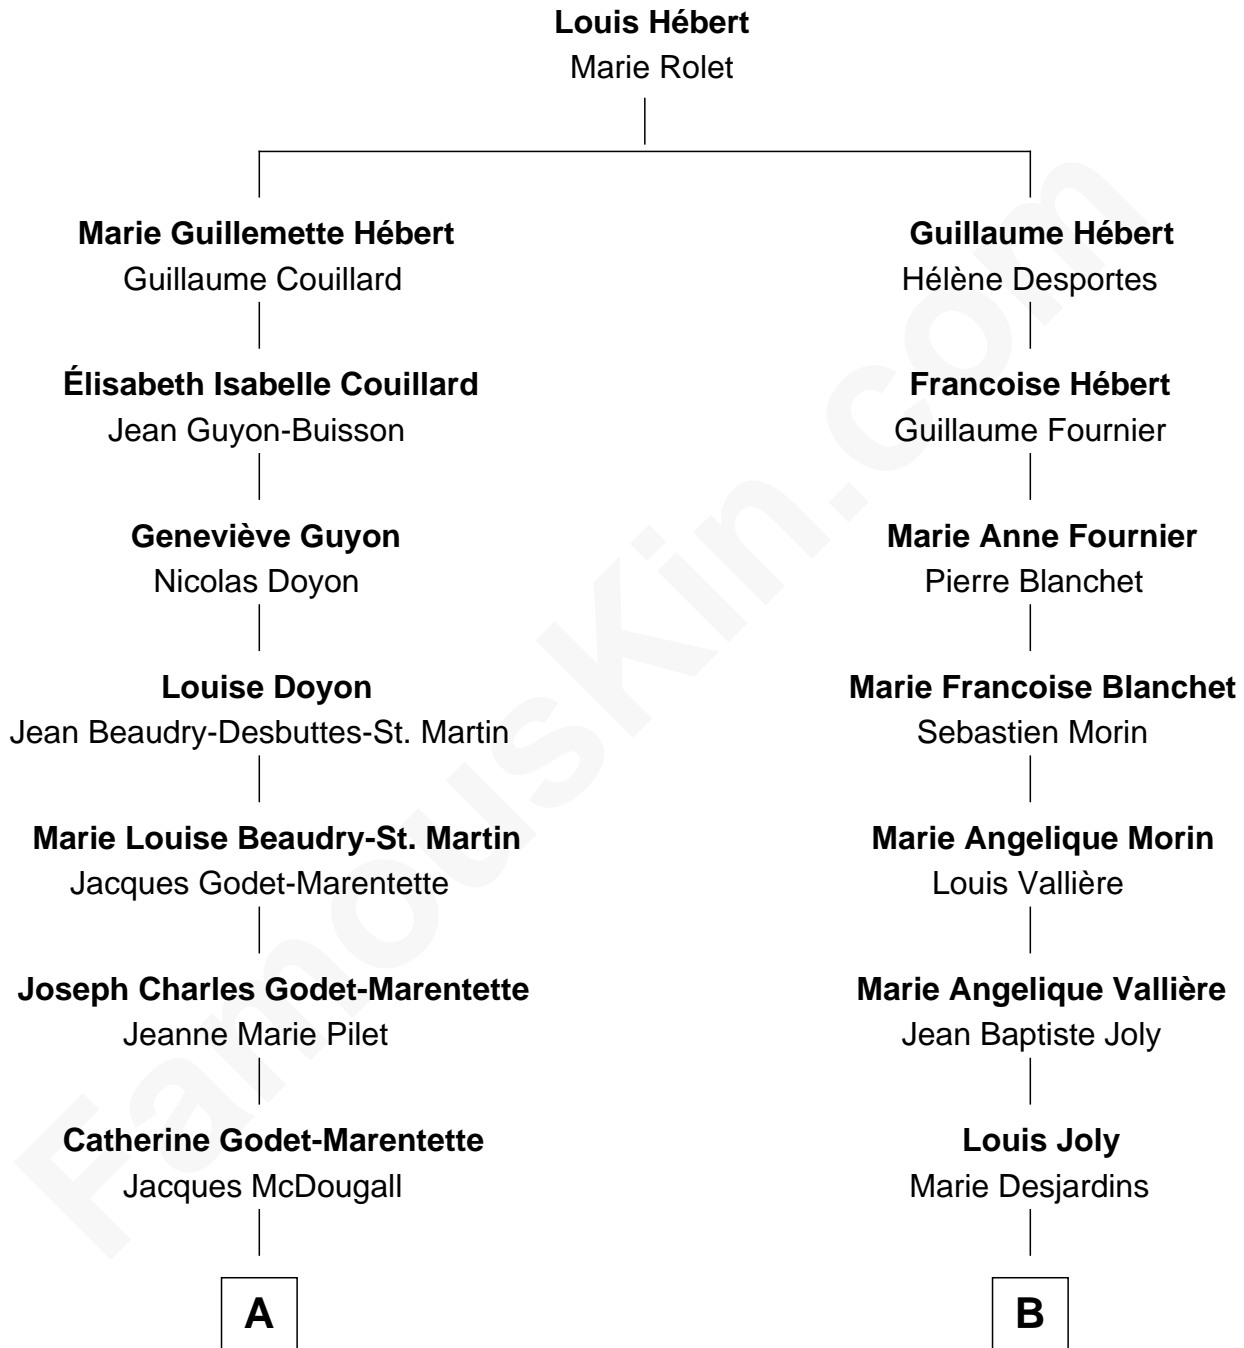 Louis Hébert
Marie Rolet
Marie Guillemette Hébert
Guillaume Couillard
Élisabeth Isabelle Couillard
Jean Guyon-Buisson
Geneviève Guyon
Nicolas Doyon
Louise Doyon
Jean Beaudry-Desbuttes-St. Martin
Marie Louise Beaudry-St. Martin
Jacques Godet-Marentette
Joseph Charles Godet-Marentette
Jeanne Marie Pilet
Catherine Godet-Marentette
Jacques McDougall
A
Guillaume Hébert
Hélène Desportes
Francoise Hébert
Guillaume Fournier
Marie Anne Fournier
Pierre Blanchet
Marie Francoise Blanchet
Sebastien Morin
Marie Angelique Morin
Louis Vallière
Marie Angelique Vallière
Jean Baptiste Joly
Louis Joly
Marie Desjardins
B
FamousKin.com